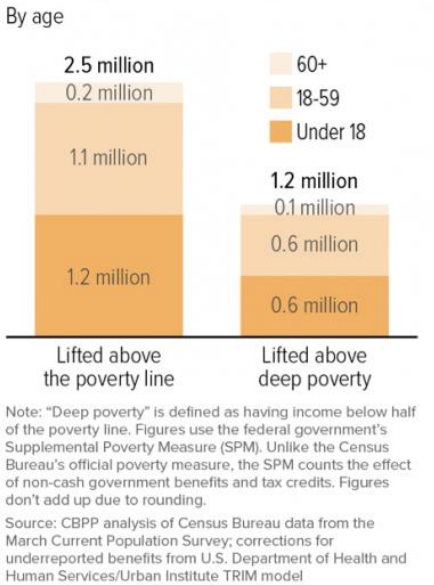 By age
2.5 million
0.2 million
1.1 million
1.2 million
60+
18-59
Under 18
1.2 million
0.1 million
0.6 million
0.6 million
Lifted above
the poverty line
Lifted above
deep poverty
Note: “Deep poverty” is defined as having income below half
of the poverty line. Figures use the federal government’s
Supplemental Poverty Measure (SPM). Unlike the Census
Bureau’s official poverty measure, the SPM counts the effect
of non-cash government benefits and tax credits. Figures
don’t add up due to rounding.
Source: CBPP analysis of Census Bureau data from the
March Current Population Survey; corrections for
underreported benefits from U.S. Department of Health and
Human Services/Urban Institute TRIM model